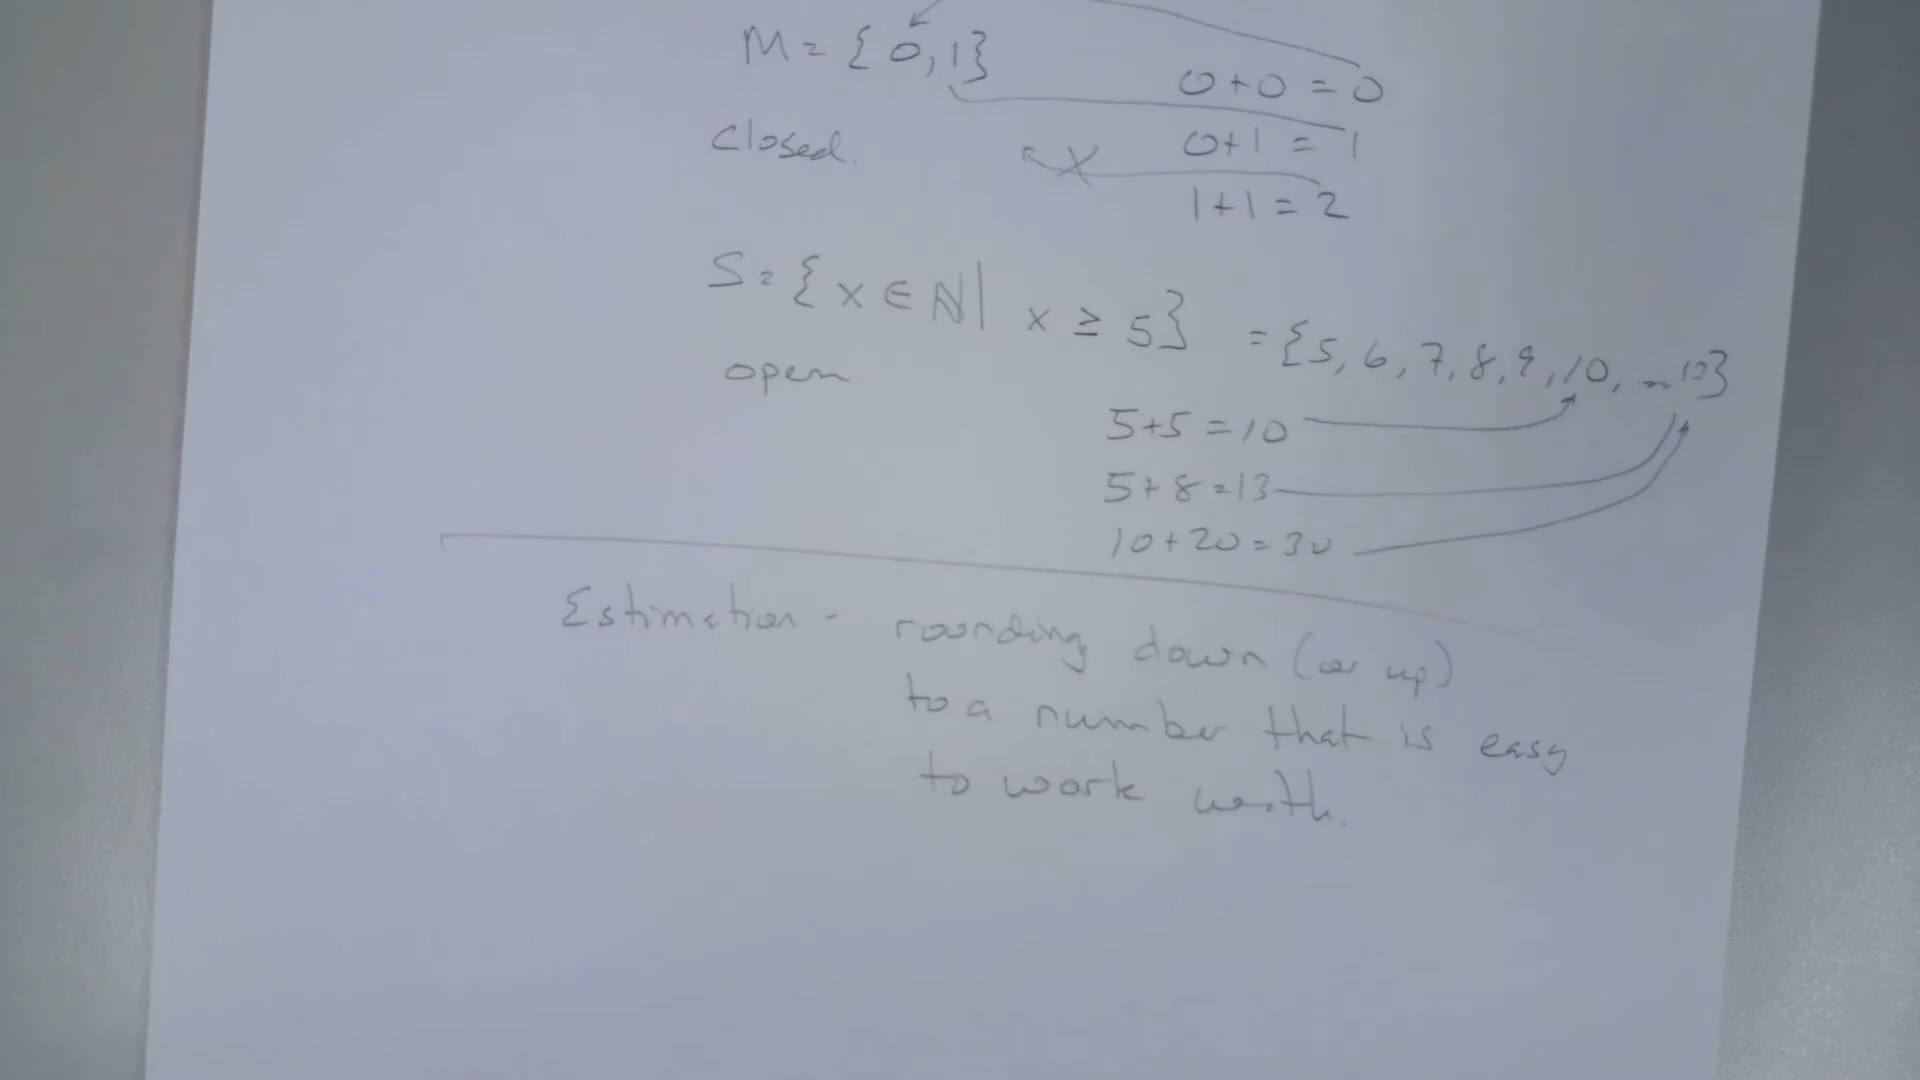 M = {0, 1}
0+0 = 0
closed.
0+1 = 1
1+1 = 2
S = {x ∈ ℕ | x ≥ 5} = {5, 6, 7, 8, 9, 10, ... 13}
open
5+5 = 10
5+8 = 13
10+20 = 30
Estimation - rounding down (or up)
to a number that is easy
to work with.